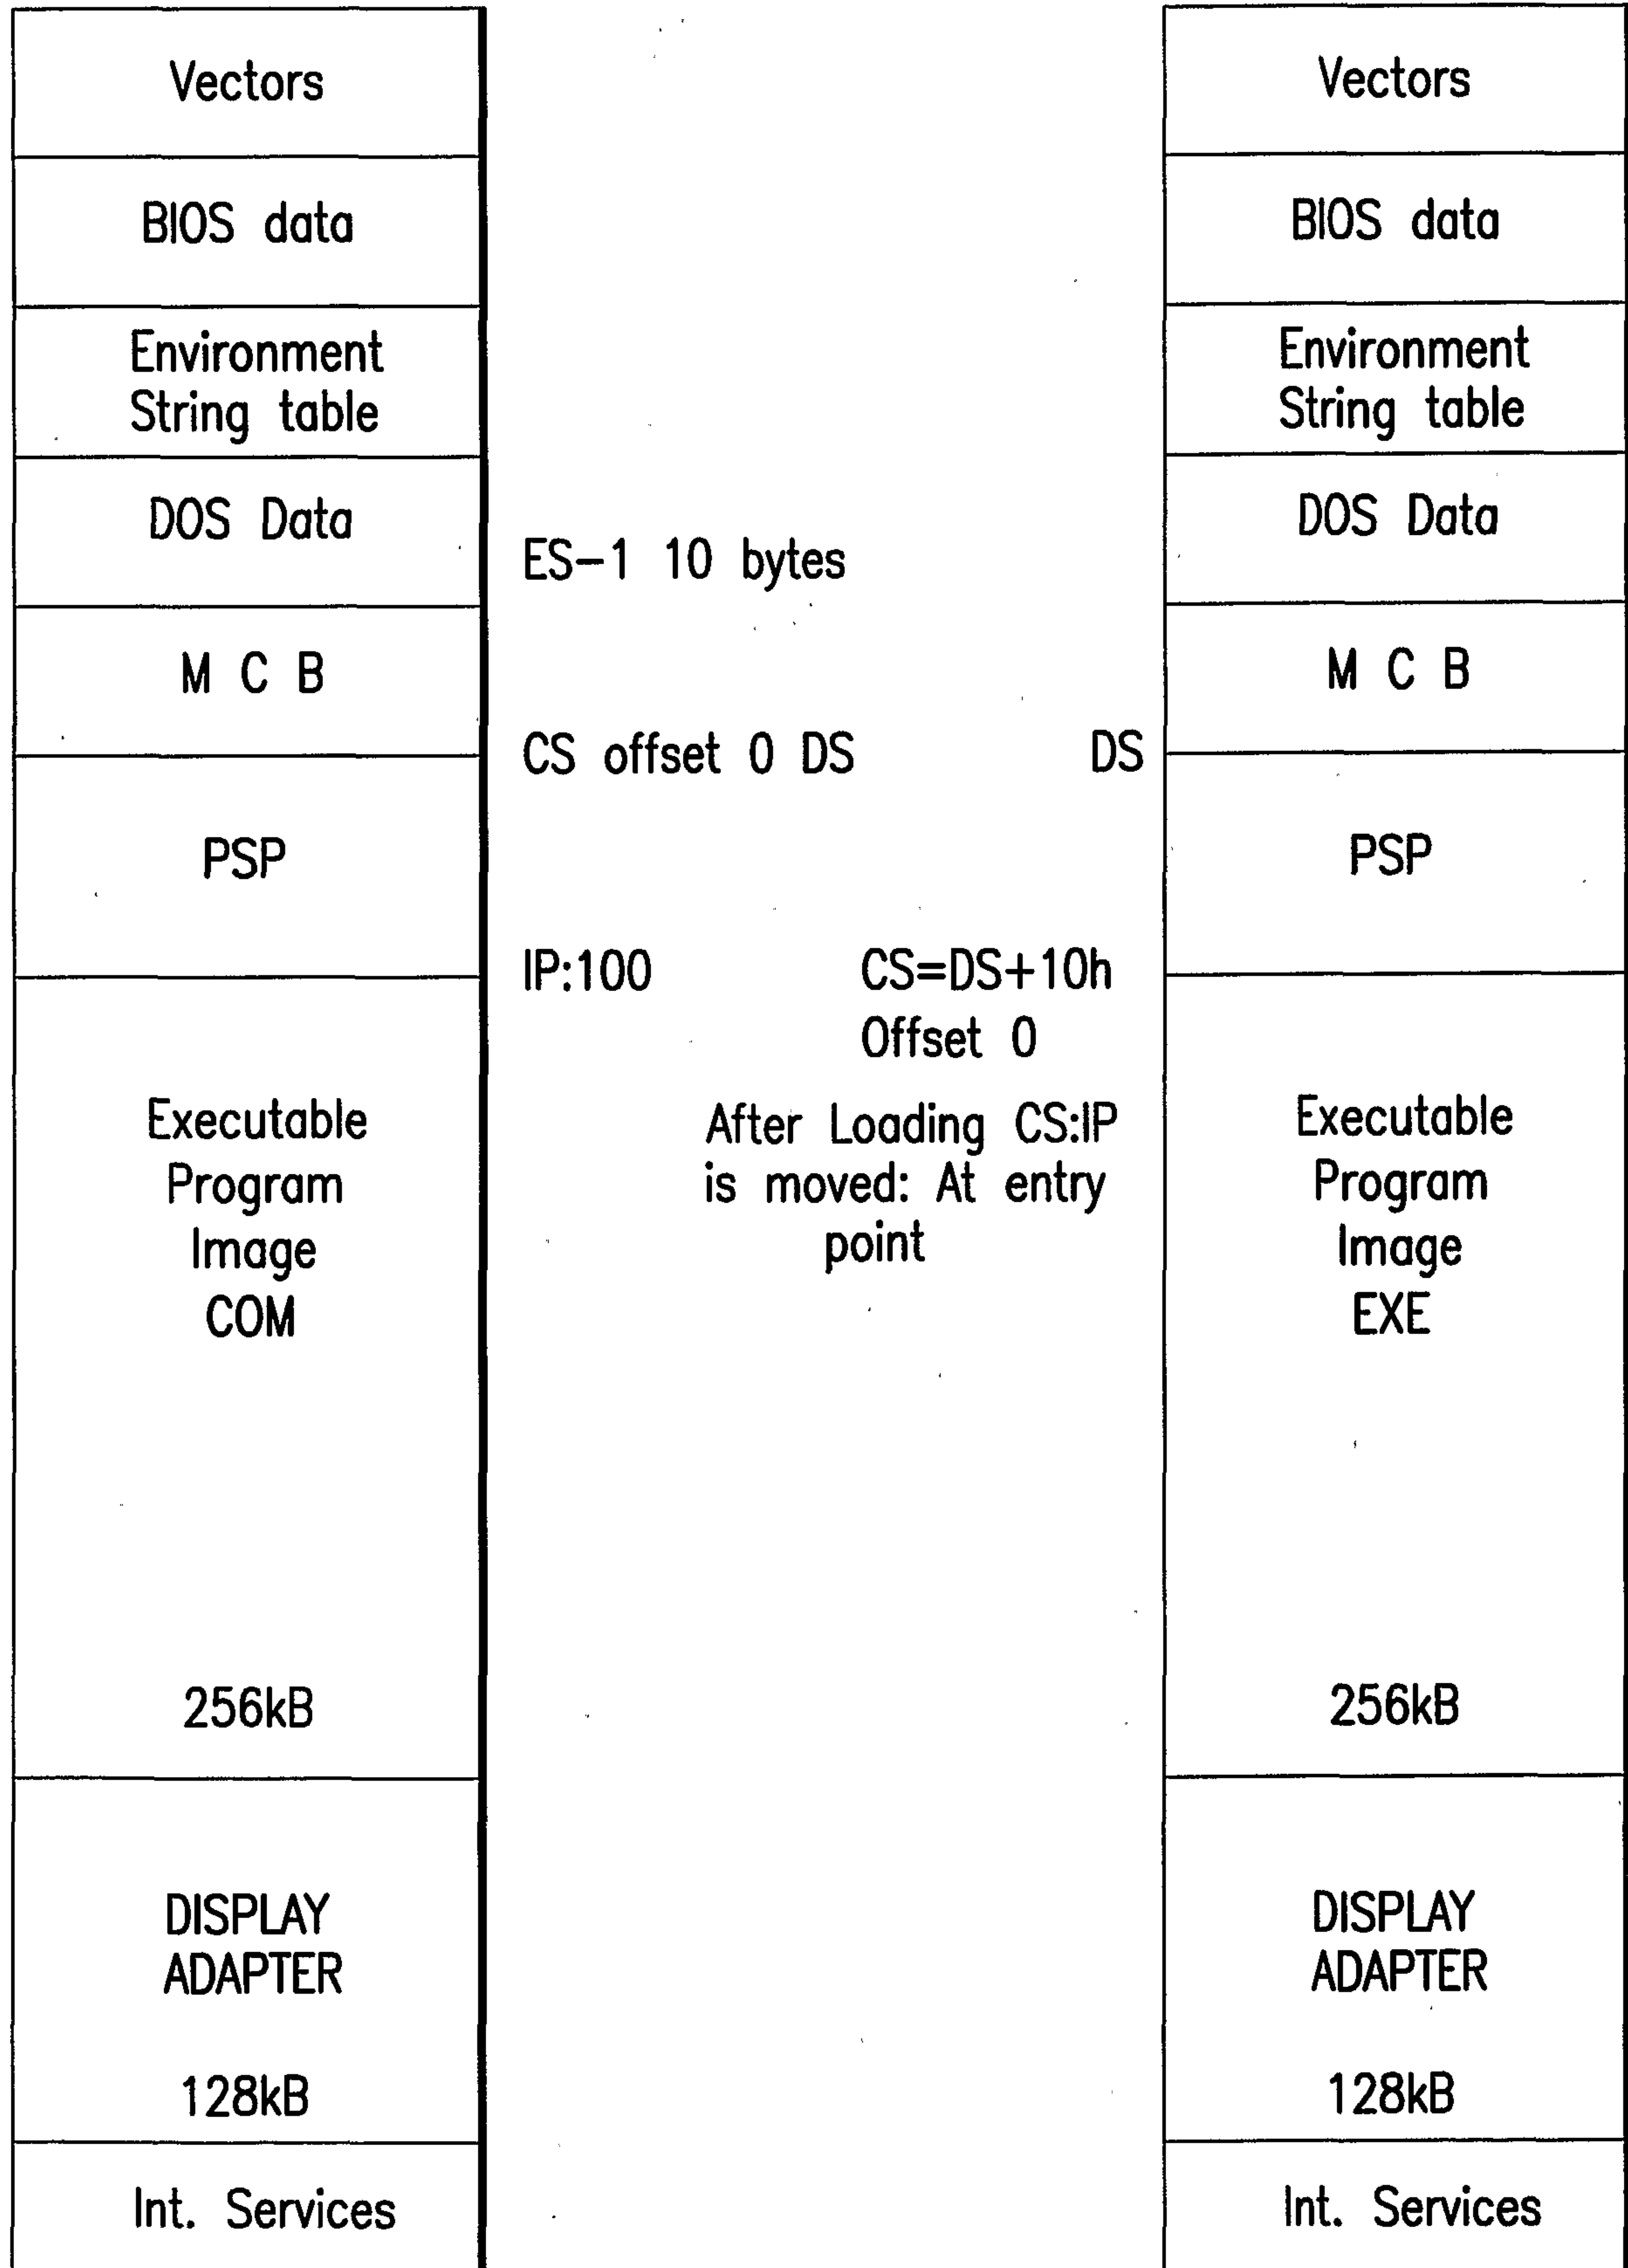 Vectors
BIOS data
Environment
String table
DOS Data
M C B
PSP
Executable
Program
Image
COM
256kB
DISPLAY
ADAPTER
128kB
Int. Services
ES-1 10 bytes
CS offset 0 DS
DS
IP:100
CS=DS+10h
Offset 0
After Loading CS:IP
is moved: At entry
point
Vectors
BIOS data
Environment
String table
DOS Data
M C B
PSP
Executable
Program
Image
EXE
256kB
DISPLAY
ADAPTER
128kB
Int. Services